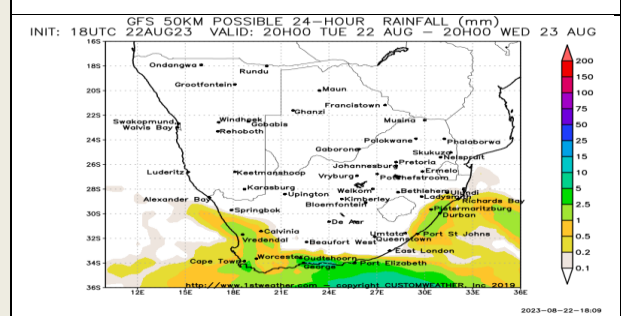 GFS 50KM POSSIBLE 24-HOUR RAINFALL (mm)
INIT: 18UTC 22AUG23 VALID: 20H00 TUE 22 AUG - 20H00 WED 23 AUG
16S
18S
20S
22S
24S
26S
28S
30S
32S
34S
36S
Ondangwa
Rundu
Grootfontein
Maun
Francistown
Ghanzi
Windhoek
Gobabis
Swakopmund
Walvis Bay
Rehoboth
Musina
Polokwane
Phalaborwa
Gaborone
Skukuza
Nelspruit
Pretoria
Johannesburg
Luderitz
Keetmanshoop
Vryburg
Potchefstroom
Ermelo
Karasburg
Upington
Welkom
Bethlehem
Ulundi
Ladysmith
Alexander Bay
Kimberley
Bloemfontein
Richards Bay
Springbok
Pietermaritzburg
Durban
De Aar
Calvinia
Vredendal
Umtata
Port St Johns
Queenstown
Beaufort West
East London
Cape Town
Worcester
Oudtshoorn
George
Port Elizabeth
http://www.1stweather.com - copyright CUSTOMWEATHER, Inc 2019
12E 15E 18E 21E 24E 27E 30E 33E 36E
200
150
100
75
50
25
15
10
5
2.5
1
0.5
0.2
0.1
2023-08-22-18:09